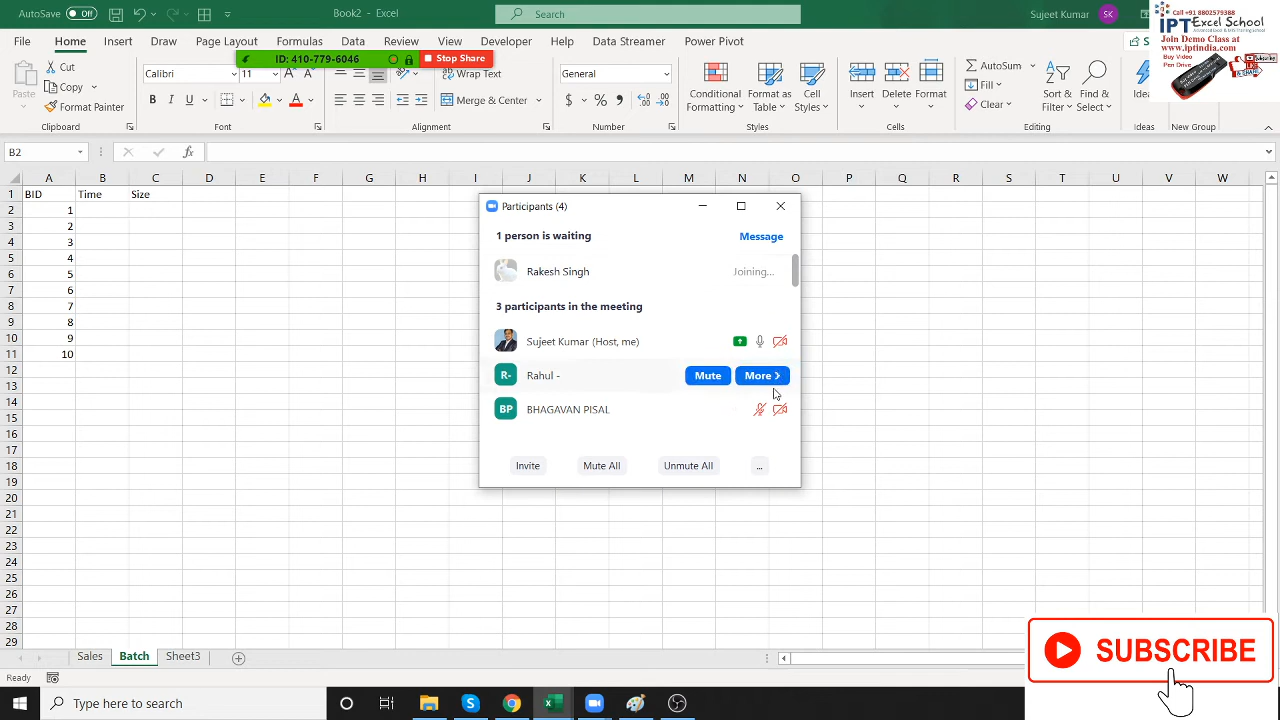 AutoSave Off
Book2 - Excel
Search
Sujeet Kumar
SK
Call +91 8802579388
IPT Excel School
Advanced Excel & MIS Training School
Join Demo Class at
www.iptindia.com
Buy Video
Pen Drive
File Home Insert Draw Page Layout Formulas Data Review View Developer Help Data Streamer Power Pivot
ID: 410-779-6046 Stop Share
Paste
Cut
Copy
Format Painter
Clipboard
Calibri 11
B I U
Font
Wrap Text
Merge & Center
Alignment
General
Number
Conditional Formatting
Format as Table
Cell Styles
Styles
Insert Delete Format
Cells
AutoSum
Fill
Clear
Sort & Filter
Find & Select
Editing
Ideas
Ideas
New Group
B2
fx
A B C D E F G H I J K L M N O P Q R S T U V W
1 BID Time Size
2 1
3 2
4 3
5 4
6 5
7 6
8 7
9 8
10 9
11 10
12
13
14
15
16
17
18
19
20
21
22
23
24
25
26
27
28
29
Participants (4)
1 person is waiting Message
Rakesh Singh Joining...
3 participants in the meeting
Sujeet Kumar (Host, me)
R- Rahul - Mute More >
BP BHAGAVAN PISAL
Invite Mute All Unmute All ...
SUBSCRIBE
Sales Batch Sheet3
Ready
Type here to search